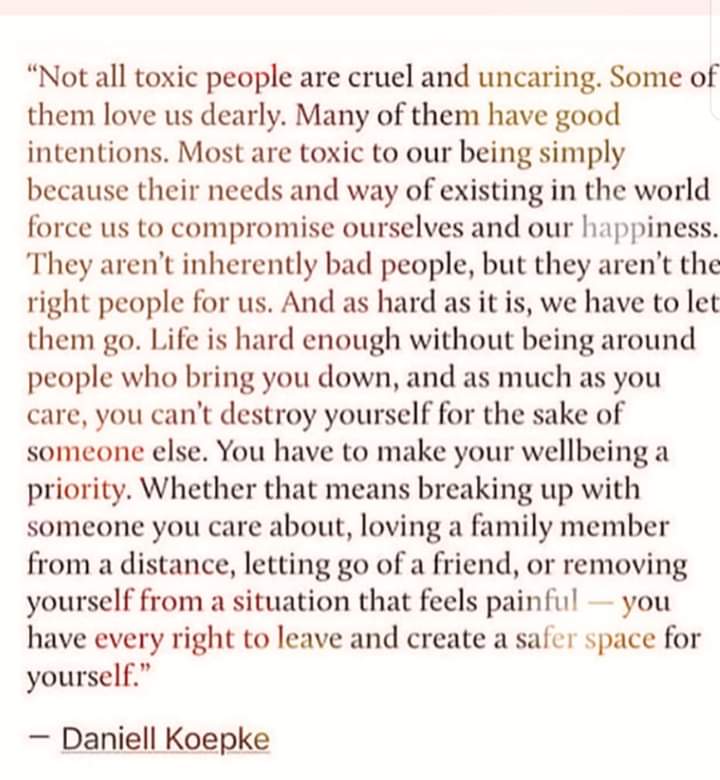 “Not all toxic people are cruel and uncaring. Some of
them love us dearly. Many of them have good
intentions. Most are toxic to our being simply
because their needs and way of existing in the world
force us to compromise ourselves and our happiness.
They aren’t inherently bad people, but they aren’t the
right people for us. And as hard as it is, we have to let
them go. Life is hard enough without being around
people who bring you down, and as much as you
care, you can’t destroy yourself for the sake of
someone else. You have to make your wellbeing a
priority. Whether that means breaking up with
someone you care about, loving a family member
from a distance, letting go of a friend, or removing
yourself from a situation that feels painful — you
have every right to leave and create a safer space for
yourself.”
— Daniell Koepke